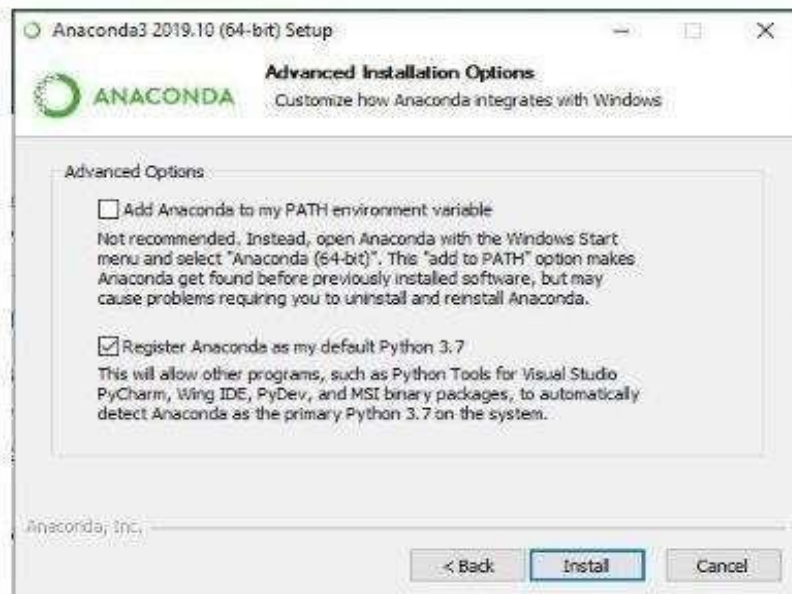 Anaconda3 2019.10 (64-bit) Setup
ANACONDA
Advanced Installation Options
Customize how Anaconda integrates with Windows
Advanced Options
Add Anaconda to my PATH environment variable
Not recommended. Instead, open Anaconda with the Windows Start
menu and select "Anaconda (64-bit)". This "add to PATH" option makes
Anaconda get found before previously installed software, but may
cause problems requiring you to uninstall and reinstall Anaconda.
Register Anaconda as my default Python 3.7
This will allow other programs, such as Python Tools for Visual Studio
PyCharm, Wing IDE, PyDev, and MSI binary packages, to automatically
detect Anaconda as the primary Python 3.7 on the system.
Anaconda, Inc.
< Back
Install
Cancel